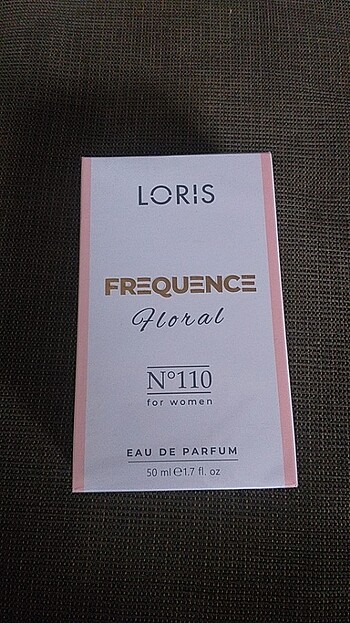 LORIS
FREQUENCE
Floral
N°110
for women
EAU DE PARFUM
50 ml ℮ 1.7 fl. oz